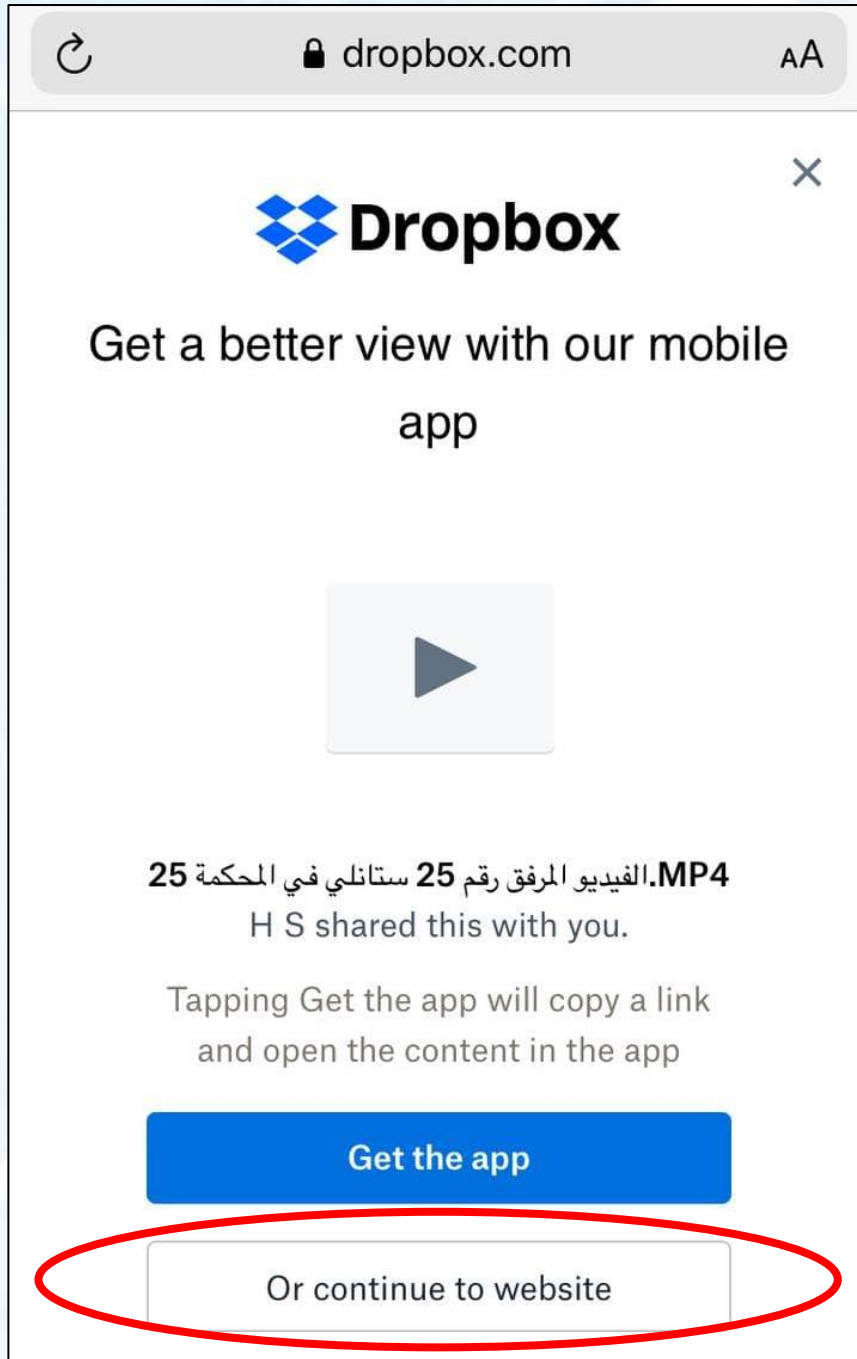 dropbox.com AA
Dropbox
Get a better view with our mobile
app
25 الفيديو المرفق رقم 25 ستانلي في المحكمة.MP4
H S shared this with you.
Tapping Get the app will copy a link
and open the content in the app
Get the app
Or continue to website